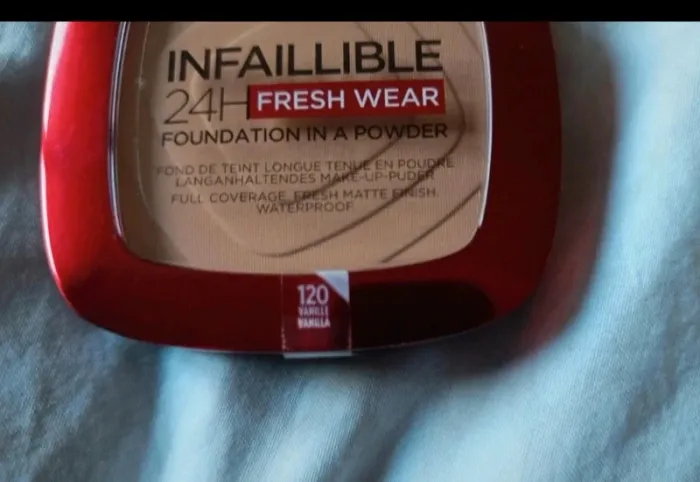 INFAILLIBLE
24H FRESH WEAR
FOUNDATION IN A POWDER
FOND DE TEINT LONGUE TENUE EN POUDRE
LANGANHALTENDES MAKE-UP-PUDER
FULL COVERAGE. FRESH MATTE FINISH.
WATERPROOF
120
VANILLE
VANILLA